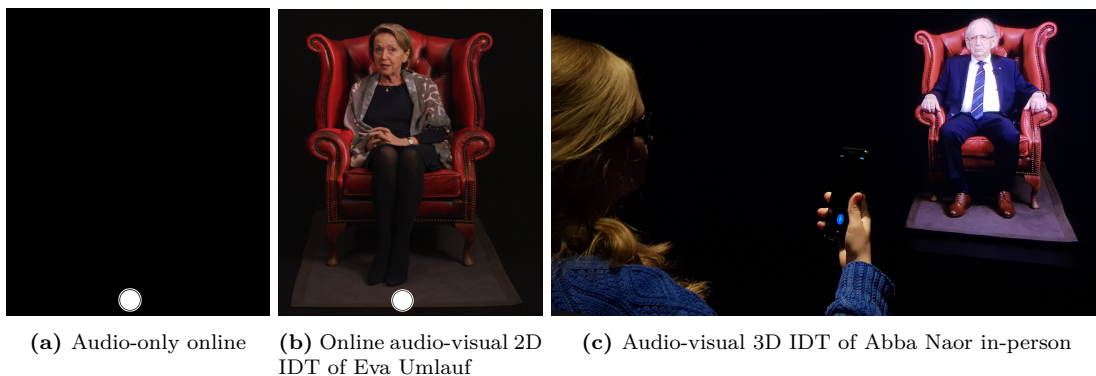 (a) Audio-only online
(b) Online audio-visual 2D
IDT of Eva Umlauf
(c) Audio-visual 3D IDT of Abba Naor in-person